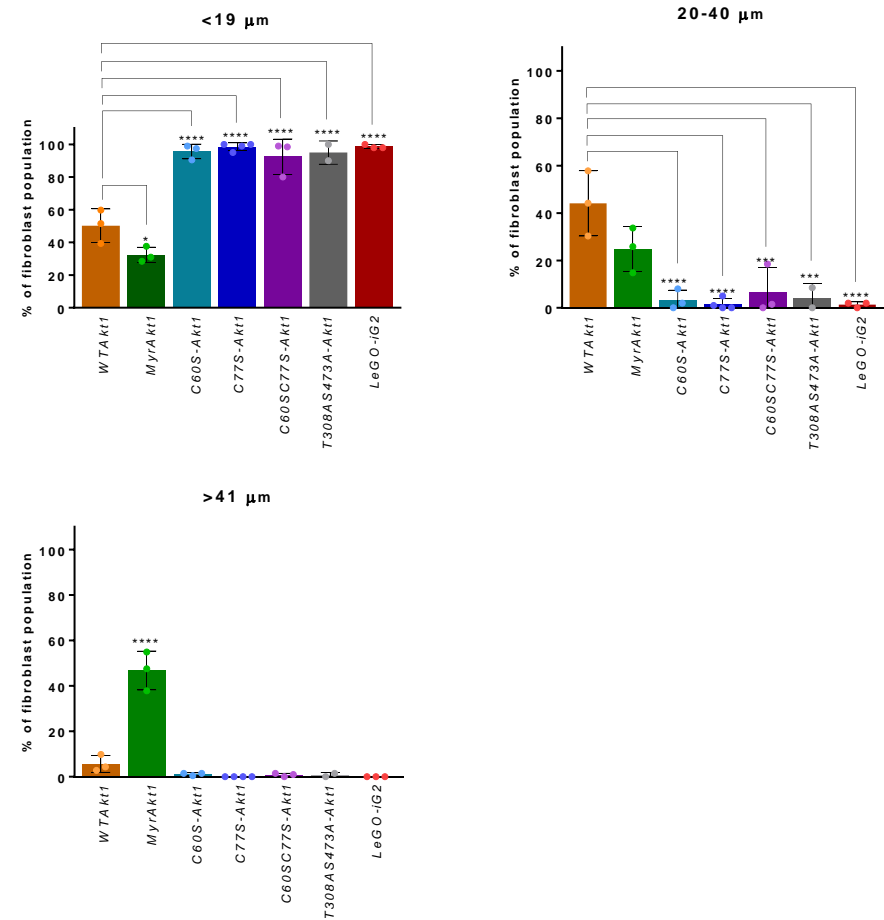 <19 μm
% of fibroblast population
100
80
60
40
20
0
*
****
****
****
****
****
WTAkt1
MyrAkt1
C60S-Akt1
C77S-Akt1
C60SC77S-Akt1
T308AS473A-Akt1
LeGO-iG2
20-40 μm
% of fibroblast population
100
80
60
40
20
0
****
****
***
***
****
WTAkt1
MyrAkt1
C60S-Akt1
C77S-Akt1
C60SC77S-Akt1
T308AS473A-Akt1
LeGO-iG2
>41 μm
% of fibroblast population
100
80
60
40
20
0
****
WTAkt1
MyrAkt1
C60S-Akt1
C77S-Akt1
C60SC77S-Akt1
T308AS473A-Akt1
LeGO-iG2